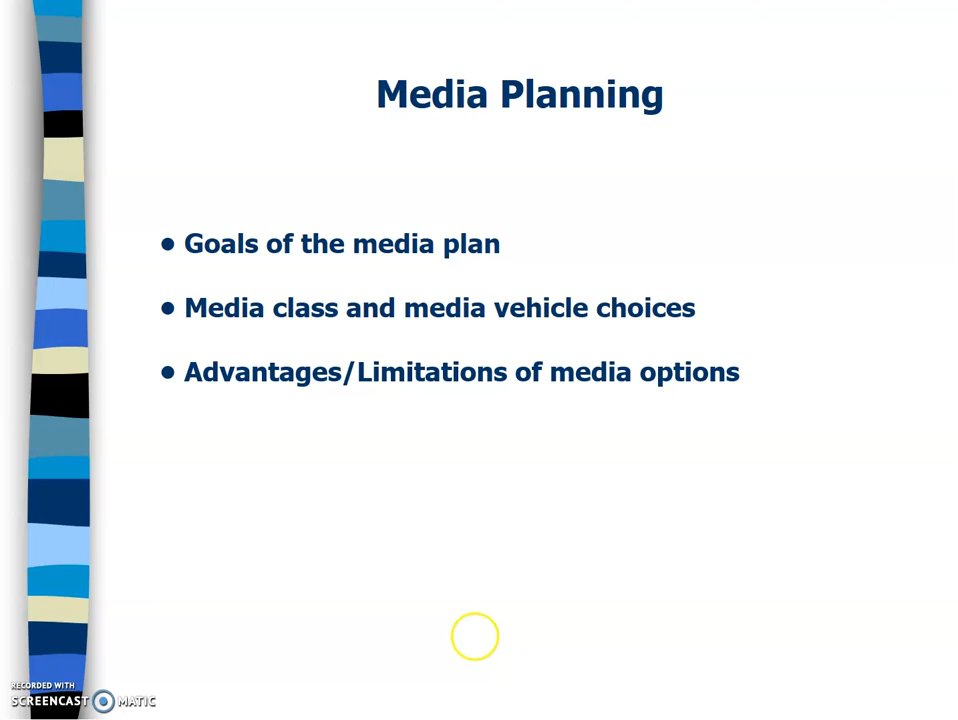 Media Planning
• Goals of the media plan
• Media class and media vehicle choices
• Advantages/Limitations of media options
RECORDED WITH
SCREENCAST MATIC